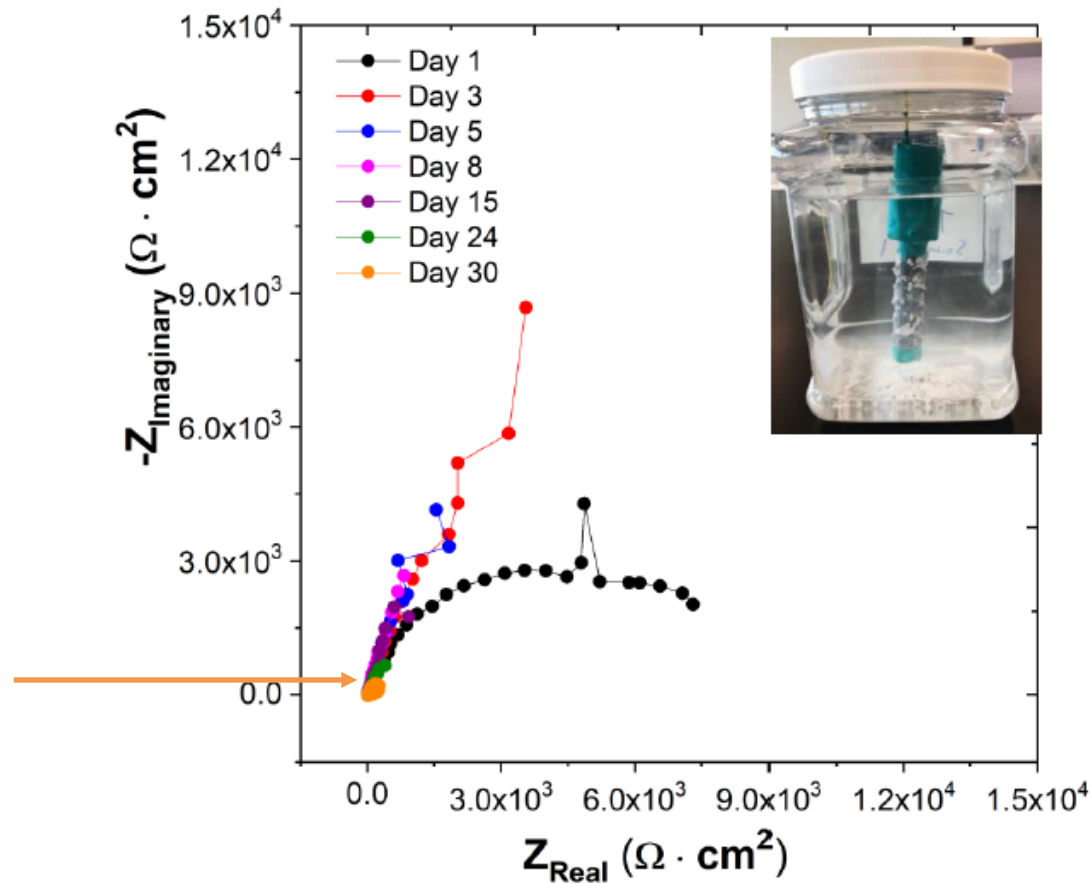 1.5x10⁴
1.2x10⁴
9.0x10³
6.0x10³
3.0x10³
0.0
-Z_Imaginary (Ω · cm²)
Day 1
Day 3
Day 5
Day 8
Day 15
Day 24
Day 30
0.0 3.0x10³ 6.0x10³ 9.0x10³ 1.2x10⁴ 1.5x10⁴
Z_Real (Ω · cm²)